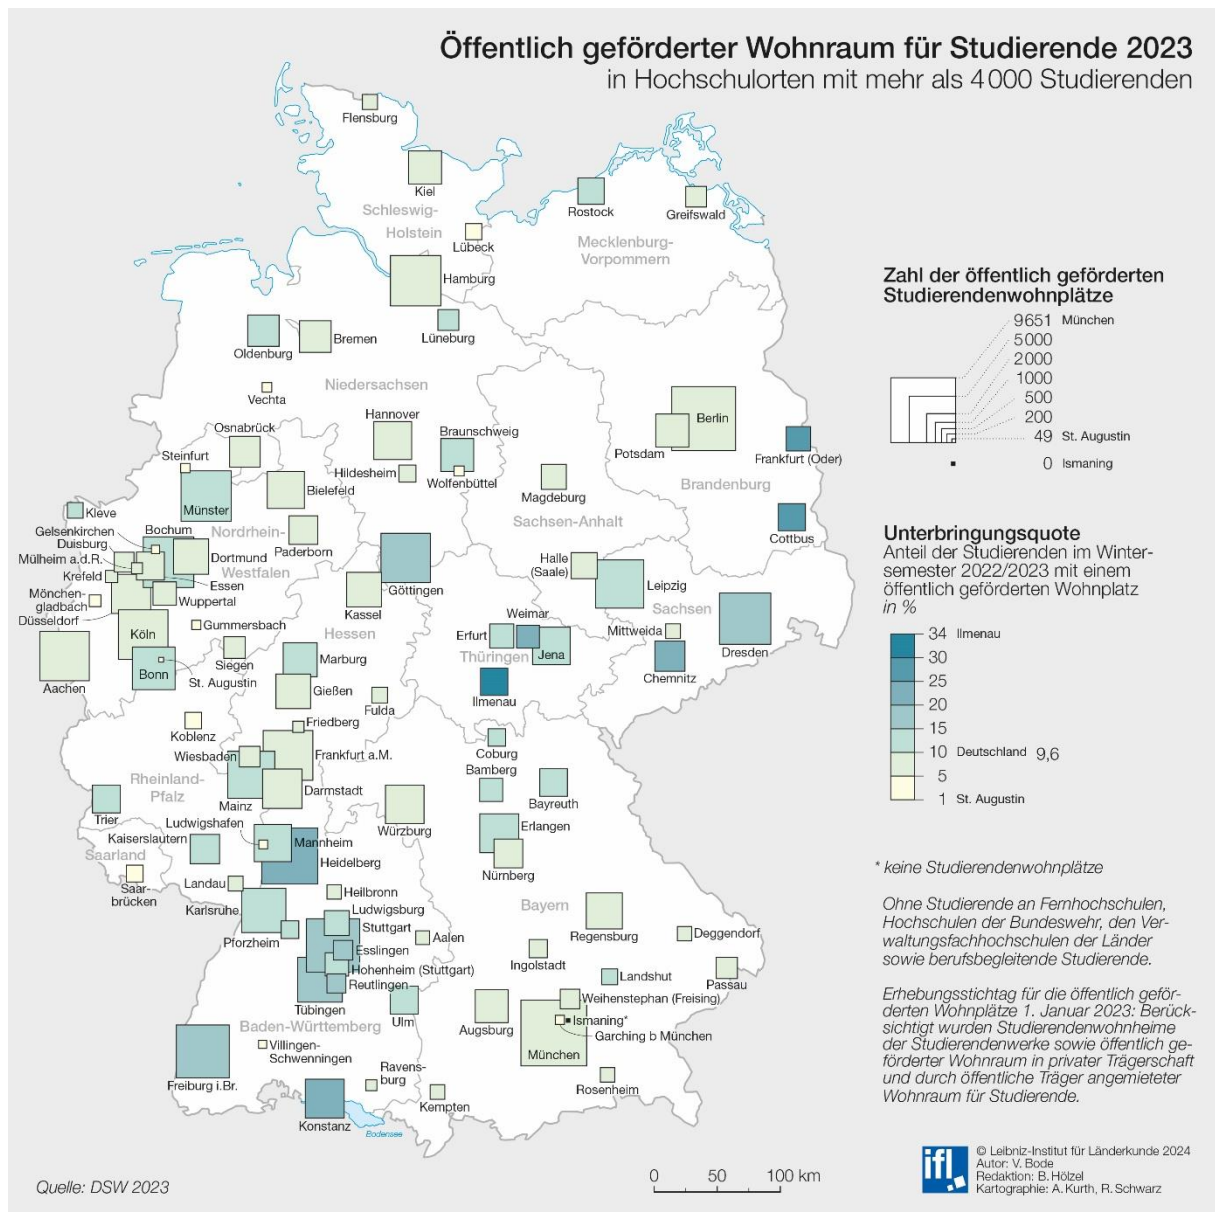 Öffentlich geförderter Wohnraum für Studierende 2023
in Hochschulorten mit mehr als 4 000 Studierenden
Flensburg
Kiel
Schleswig-
Holstein
Lübeck
Rostock
Greifswald
Mecklenburg-
Vorpommern
Hamburg
Lüneburg
Oldenburg
Bremen
Vechta
Niedersachsen
Hannover
Osnabrück
Braunschweig
Steinfurt
Hildesheim
Wolfenbüttel
Bielefeld
Magdeburg
Berlin
Potsdam
Frankfurt (Oder)
Brandenburg
Cottbus
Sachsen-Anhalt
Kleve
Münster
Gelsenkirchen
Bochum
Nordrhein-
Westfalen
Duisburg
Mülheim a.d.R.
Dortmund
Paderborn
Krefeld
Essen
Mönchen-
gladbach
Wuppertal
Düsseldorf
Göttingen
Kassel
Halle
(Saale)
Leipzig
Sachsen
Köln
Gummersbach
Hessen
Weimar
Erfurt
Jena
Thüringen
Mittweida
Dresden
Chemnitz
Aachen
Bonn
Siegen
St. Augustin
Marburg
Gießen
Fulda
Ilmenau
Koblenz
Friedberg
Wiesbaden
Frankfurt a.M.
Coburg
Bamberg
Bayreuth
Rheinland-
Pfalz
Mainz
Darmstadt
Trier
Würzburg
Ludwigshafen
Kaiserslautern
Mannheim
Heidelberg
Erlangen
Nürnberg
Saarland
Saar-
brücken
Landau
Heilbronn
Karlsruhe
Ludwigsburg
Stuttgart
Pforzheim
Aalen
Esslingen
Hohenheim (Stuttgart)
Reutlingen
Tübingen
Bayern
Regensburg
Deggendorf
Ingolstadt
Landshut
Passau
Weihenstephan (Freising)
Ulm
Augsburg
Ismaning*
Garching b München
München
Baden-Württemberg
Villingen-
Schwenningen
Freiburg i.Br.
Ravens-
burg
Kempten
Rosenheim
Konstanz
Bodensee
Zahl der öffentlich geförderten
Studierendenwohnplätze
9651 München
5000
2000
1000
500
200
49 St. Augustin
0 Ismaning
Unterbringungsquote
Anteil der Studierenden im Winter-
semester 2022/2023 mit einem
öffentlich geförderten Wohnplatz
in %
34 Ilmenau
30
25
20
15
10 Deutschland 9,6
5
1 St. Augustin
* keine Studierendenwohnplätze
Ohne Studierende an Fernhochschulen,
Hochschulen der Bundeswehr, den Ver-
waltungsfachhochschulen der Länder
sowie berufsbegleitende Studierende.
Erhebungsstichtag für die öffentlich geför-
derten Wohnplätze 1. Januar 2023: Berück-
sichtigt wurden Studierendenwohnheime
der Studierendenwerke sowie öffentlich ge-
förderter Wohnraum in privater Trägerschaft
und durch öffentliche Träger angemieteter
Wohnraum für Studierende.
Quelle: DSW 2023
0 50 100 km
ifl
© Leibniz-Institut für Länderkunde 2024
Autor: V. Bode
Redaktion: B. Hölzel
Kartographie: A. Kurth, R. Schwarz